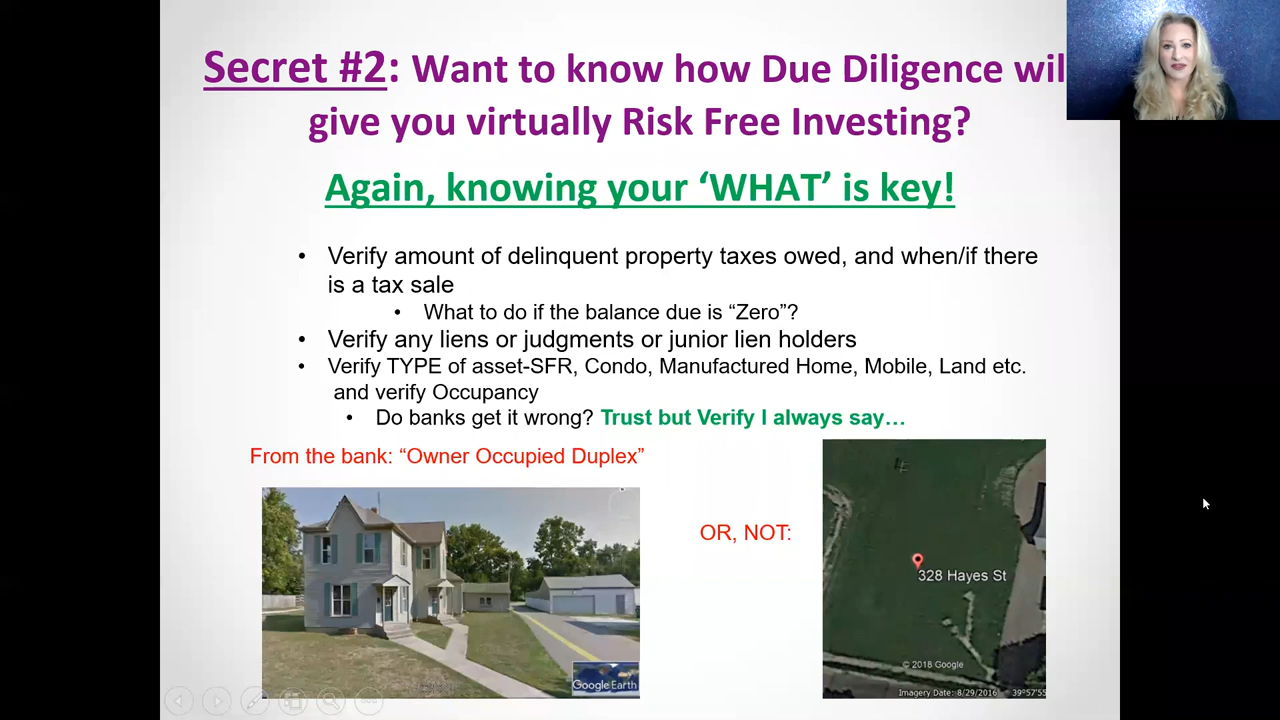 Secret #2: Want to know how Due Diligence wil
give you virtually Risk Free Investing?
Again, knowing your ‘WHAT’ is key!
• Verify amount of delinquent property taxes owed, and when/if there
is a tax sale
• What to do if the balance due is “Zero”?
• Verify any liens or judgments or junior lien holders
• Verify TYPE of asset-SFR, Condo, Manufactured Home, Mobile, Land etc.
and verify Occupancy
• Do banks get it wrong? Trust but Verify I always say…
From the bank: “Owner Occupied Duplex”
OR, NOT:
328 Hayes St
© 2018 Google
Google Earth
Imagery Date: 8/29/2016 39°57'55